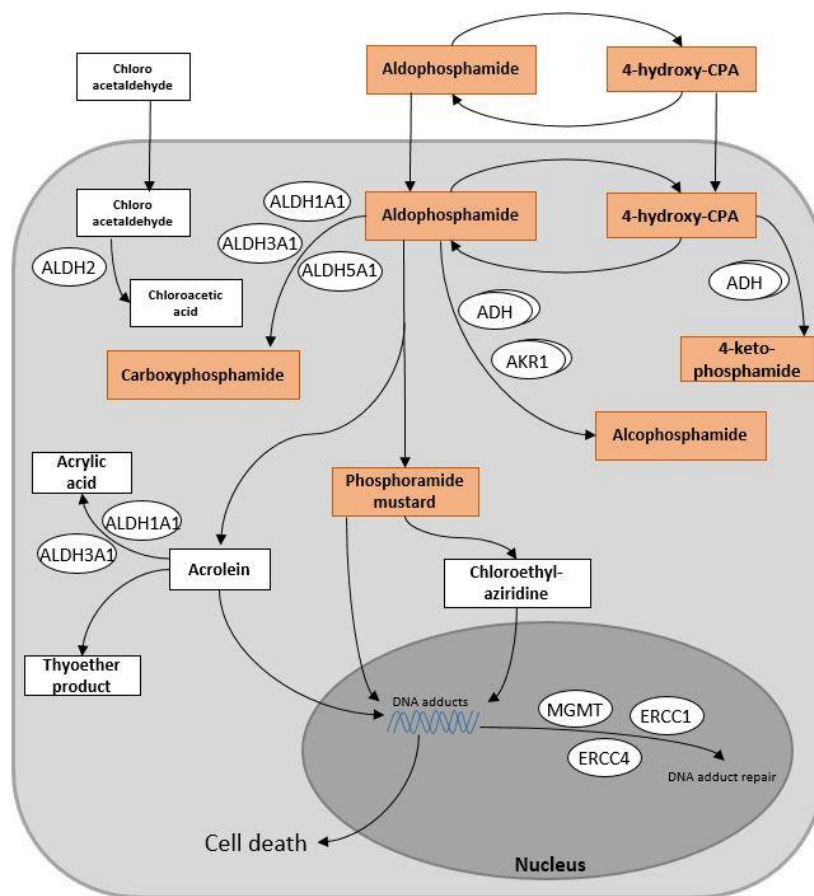 Chloro
acetaldehyde
Aldophosphamide
4-hydroxy-CPA
Chloro
acetaldehyde
ALDH1A1
Aldophosphamide
4-hydroxy-CPA
ALDH3A1
ALDH2
ALDH5A1
ADH
Chloroacetic
acid
ADH
AKR1
4-keto-
phosphamide
Carboxyphosphamide
Alcophosphamide
Acrylic
acid
Phosphoramide
mustard
ALDH1A1
ALDH3A1
Acrolein
Chloroethyl-
aziridine
Thyoether
product
DNA adducts
MGMT
ERCC1
ERCC4
DNA adduct repair
Cell death
Nucleus